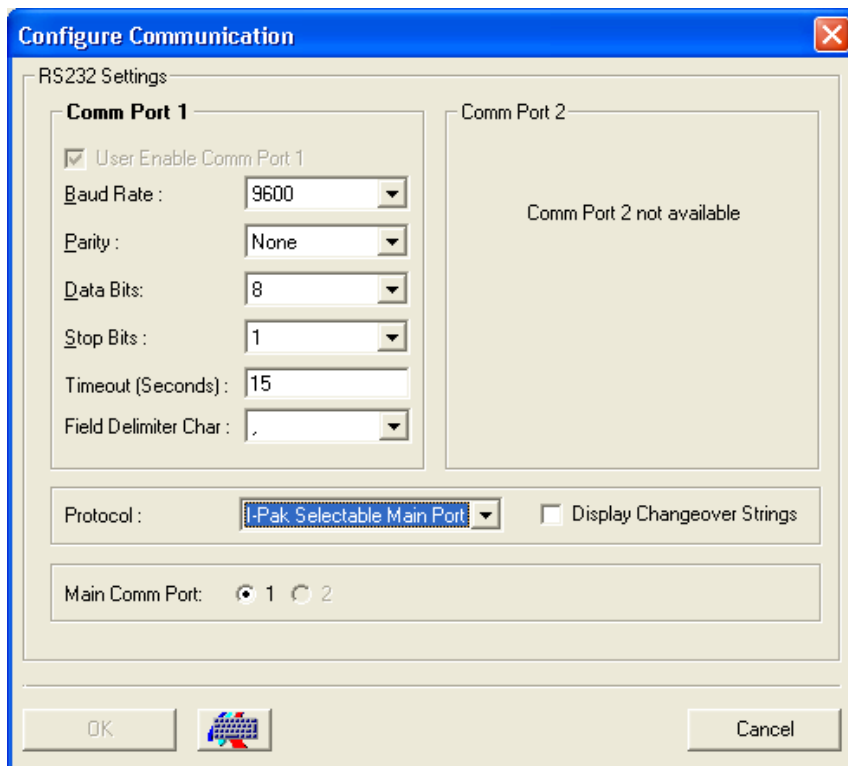 Configure Communication
RS232 Settings
Comm Port 1
User Enable Comm Port 1
Baud Rate : 9600
Parity : None
Data Bits: 8
Stop Bits : 1
Timeout (Seconds) : 15
Field Delimiter Char : ,
Comm Port 2
Comm Port 2 not available
Protocol : I-Pak Selectable Main Port Display Changeover Strings
Main Comm Port: 1 2
OK Cancel